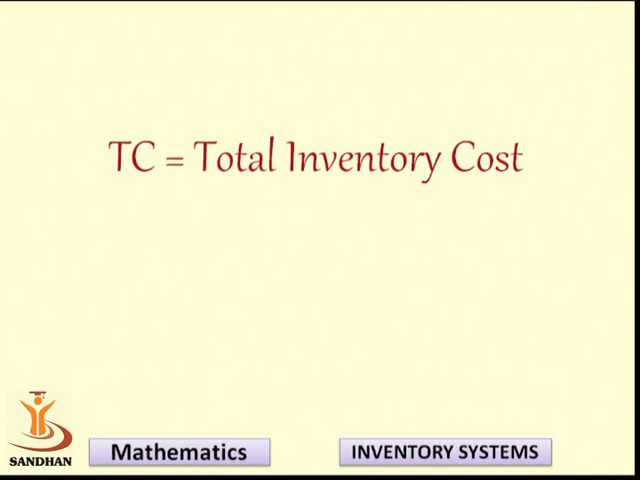 TC = Total Inventory Cost
SANDHAN
Mathematics
INVENTORY SYSTEMS